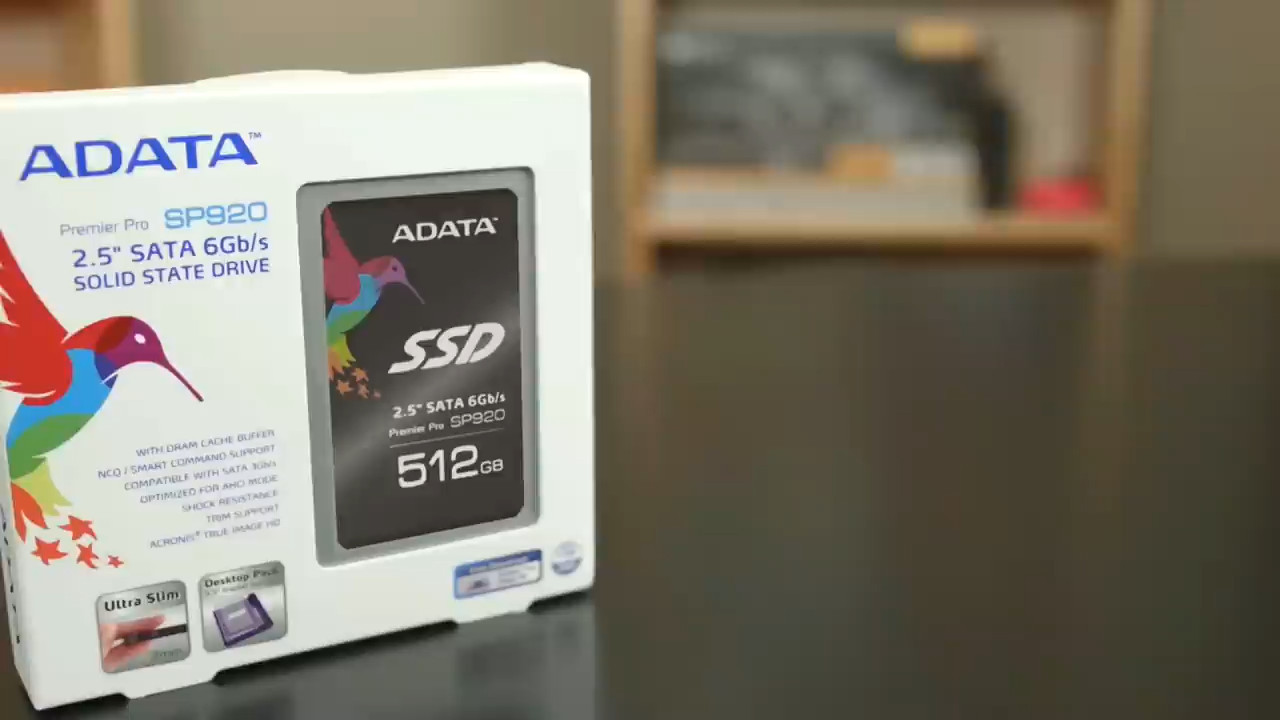 ADATA™
Premier Pro SP920
2.5" SATA 6Gb/s
SOLID STATE DRIVE
WITH DRAM CACHE BUFFER
NCQ / SMART COMMAND SUPPORT
COMPATIBLE WITH SATA 3Gb/s
OPTIMIZED FOR AHCI MODE
SHOCK RESISTANCE
TRIM SUPPORT
ACRONIS® TRUE IMAGE HD
Ultra Slim
7mm
Desktop Pack
ADATA™
SSD
2.5" SATA 6Gb/s
Premier Pro SP920
512GB